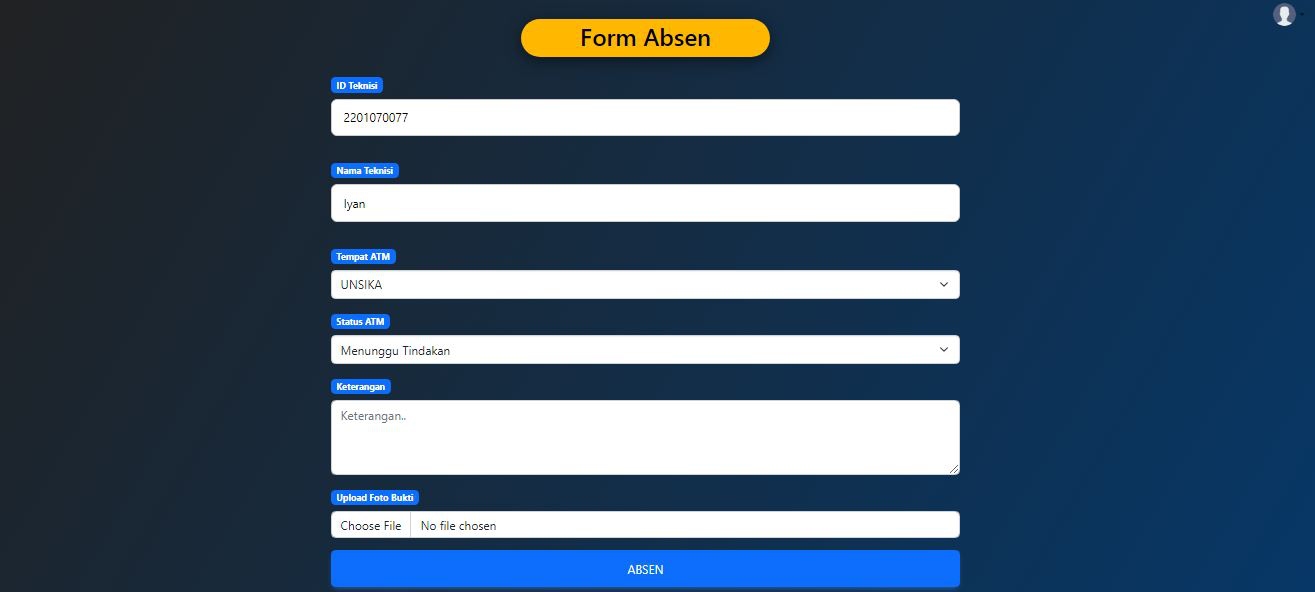 Form Absen
ID Teknisi
2201070077
Nama Teknisi
Iyan
Tempat ATM
UNSIKA
Status ATM
Menunggu Tindakan
Keterangan
Keterangan..
Upload Foto Bukti
Choose File No file chosen
ABSEN